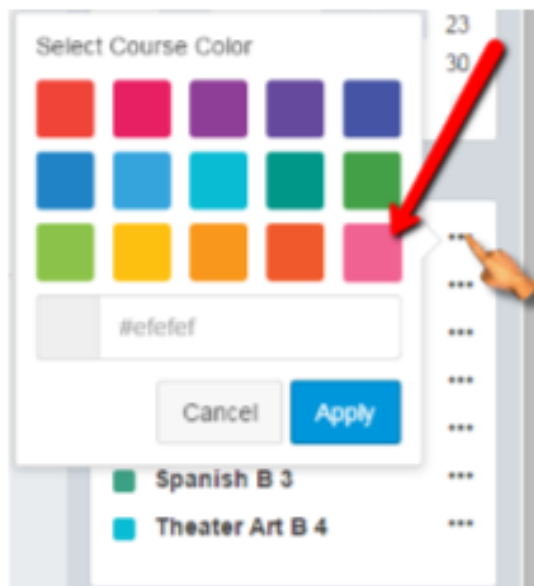 23
30
Select Course Color
#efefef
Cancel Apply
Spanish B 3
Theater Art B 4